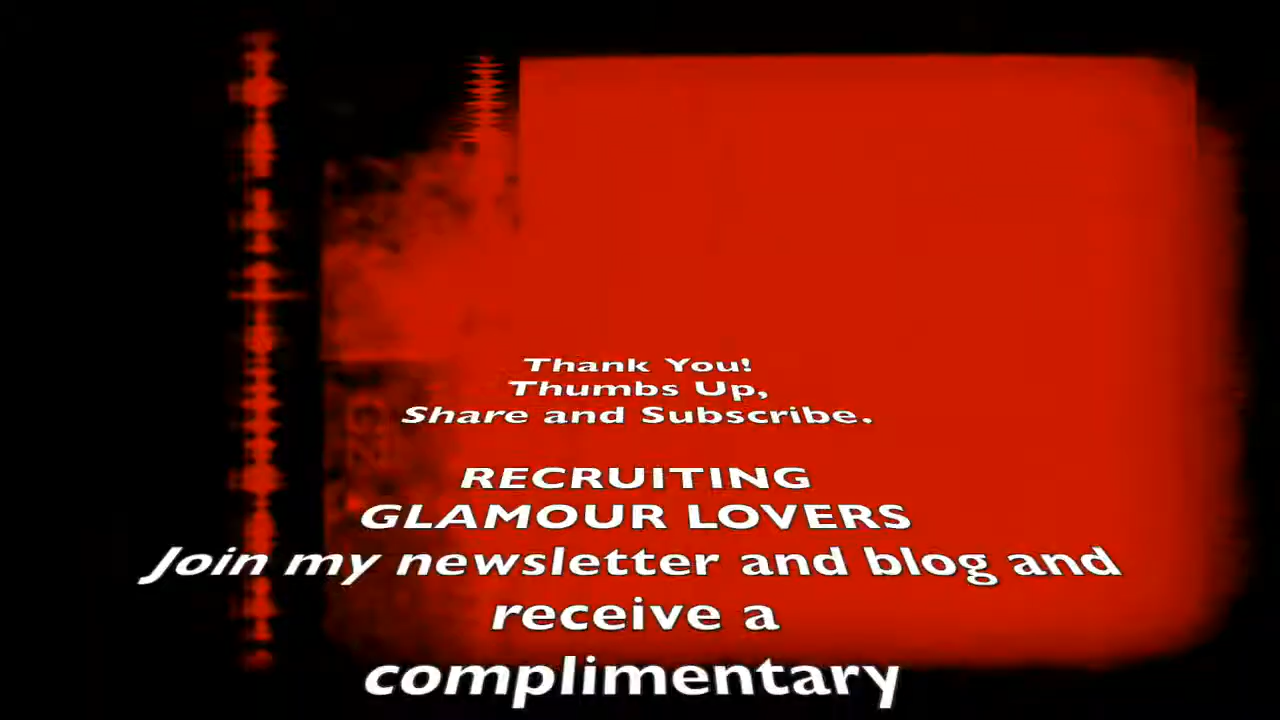 Thank You!
Thumbs Up,
Share and Subscribe.
RECRUITING
GLAMOUR LOVERS
Join my newsletter and blog and
receive a
complimentary